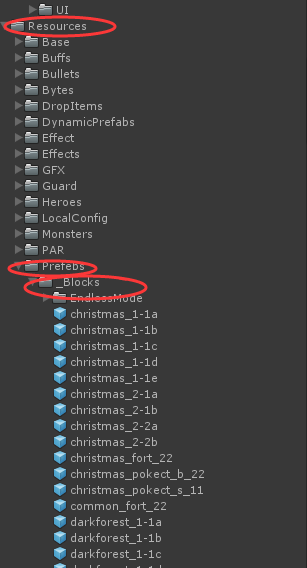 UI
Resources
Base
Buffs
Bullets
Bytes
DropItems
DynamicPrefabs
Effect
Effects
GFX
Guard
Heroes
LocalConfig
Monsters
PAR
Prefebs
_Blocks
EndlessMode
christmas_1-1a
christmas_1-1b
christmas_1-1c
christmas_1-1d
christmas_1-1e
christmas_2-1a
christmas_2-1b
christmas_2-2a
christmas_2-2b
christmas_fort_22
christmas_pokect_b_22
christmas_pokect_s_11
common_fort_22
darkforest_1-1a
darkforest_1-1b
darkforest_1-1c